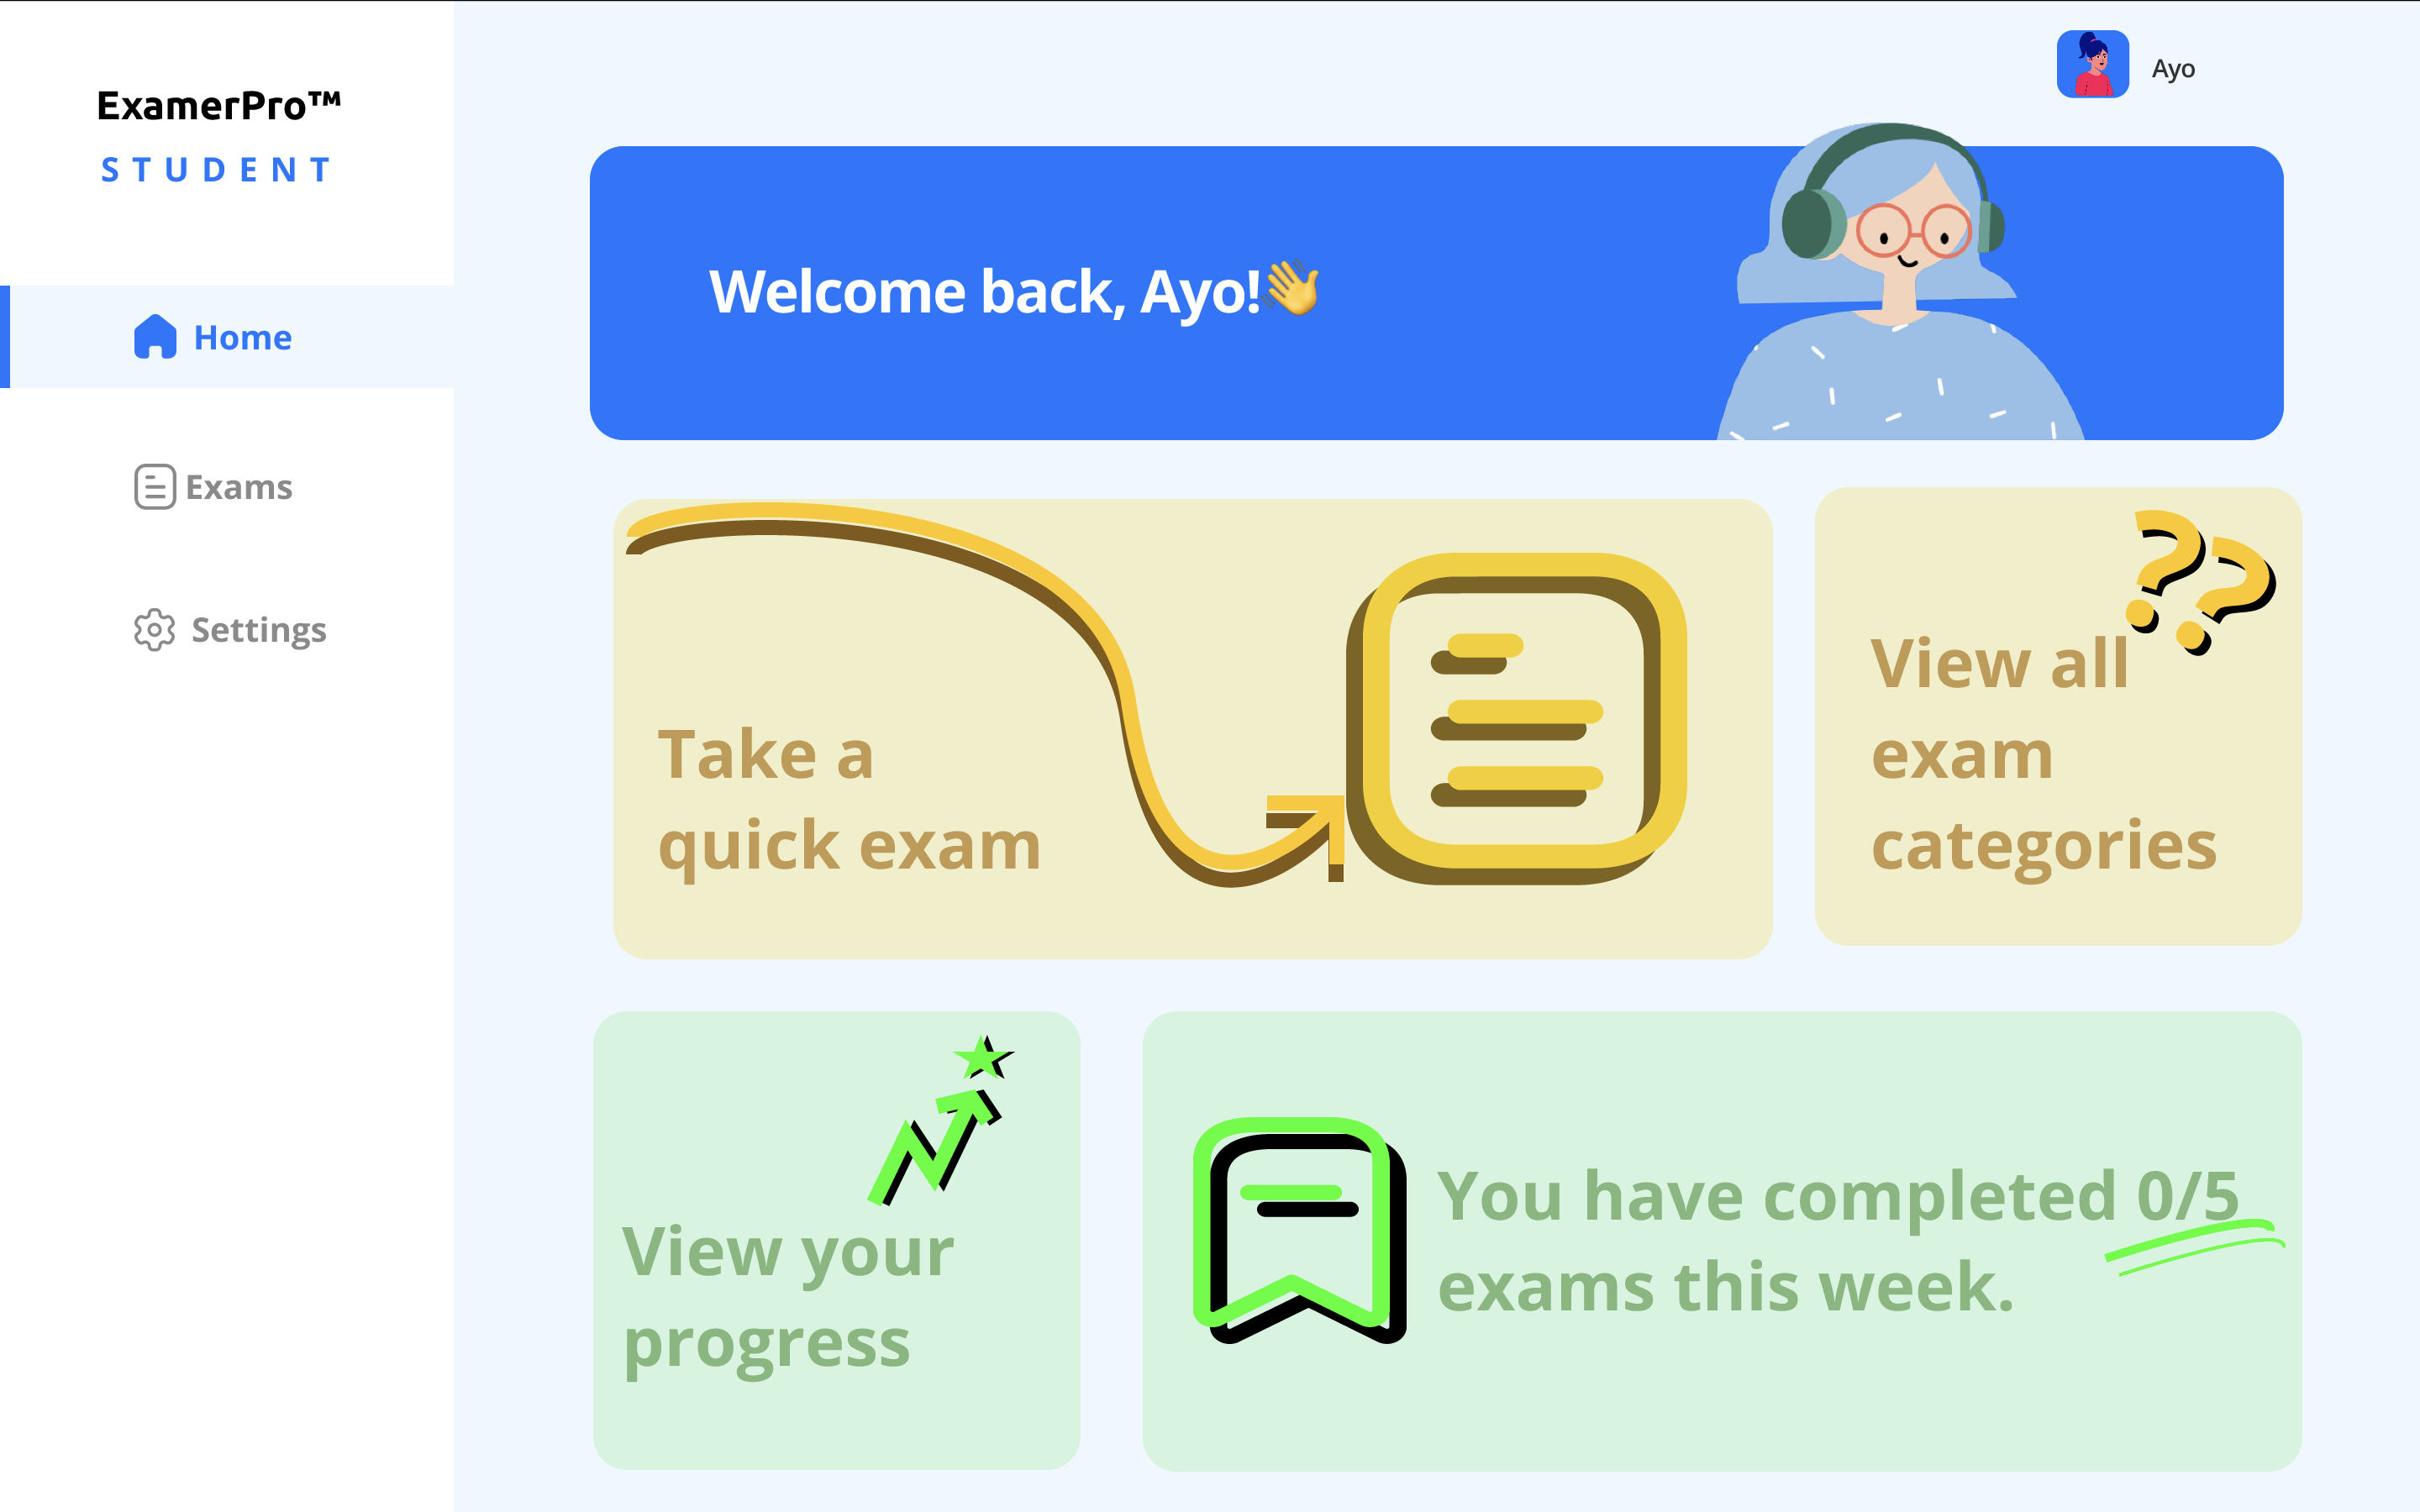 ExamerPro™
STUDENT
Home
Exams
Settings
Ayo
Welcome back, Ayo!👋
Take a
quick exam
View all
exam
categories
??
View your
progress
You have completed 0/5
exams this week.